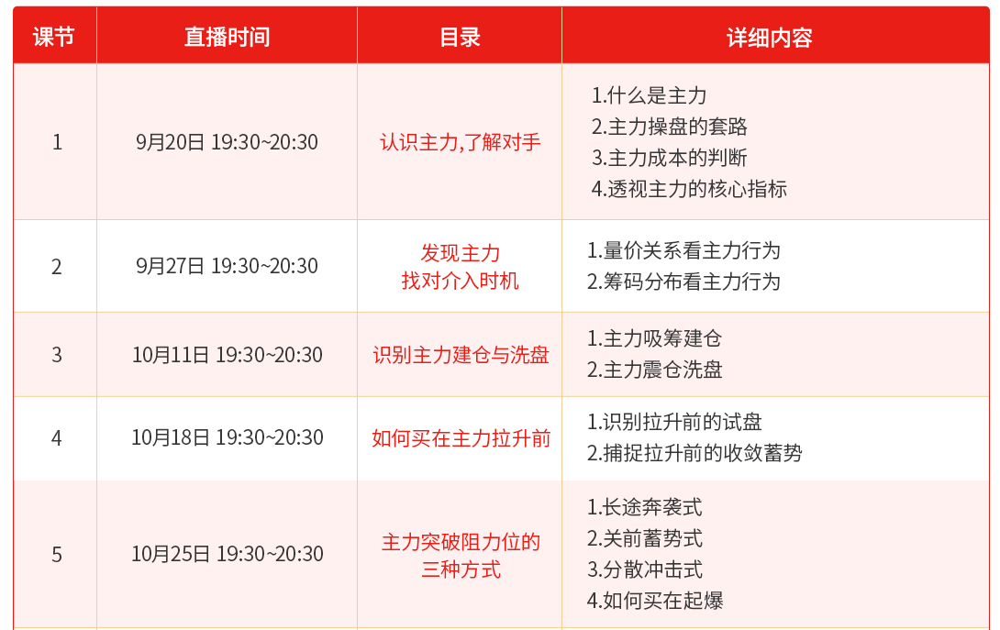 课节 直播时间 目录 详细内容
1 9月20日 19:30~20:30 认识主力,了解对手
1.什么是主力
2.主力操盘的套路
3.主力成本的判断
4.透视主力的核心指标
2 9月27日 19:30~20:30
发现主力
找对介入时机
1.量价关系看主力行为
2.筹码分布看主力行为
3 10月11日 19:30~20:30 识别主力建仓与洗盘
1.主力吸筹建仓
2.主力震仓洗盘
4 10月18日 19:30~20:30 如何买在主力拉升前
1.识别拉升前的试盘
2.捕捉拉升前的收敛蓄势
5 10月25日 19:30~20:30
主力突破阻力位的
三种方式
1.长途奔袭式
2.关前蓄势式
3.分散冲击式
4.如何买在起爆